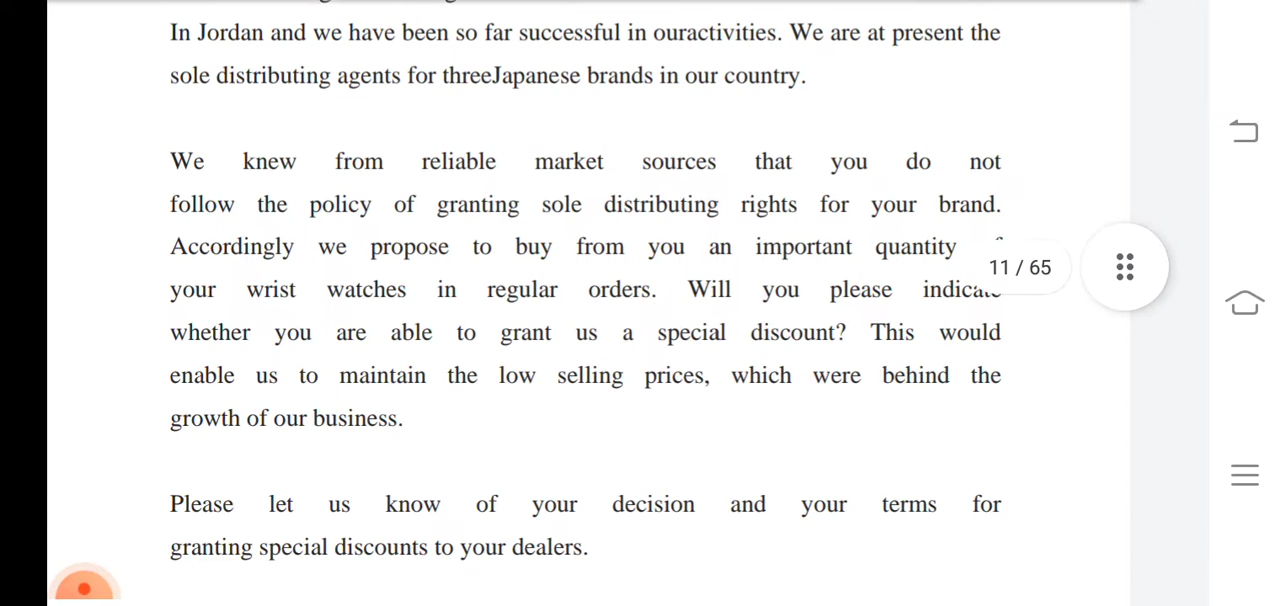 In Jordan and we have been so far successful in ouractivities. We are at present the
sole distributing agents for threeJapanese brands in our country.
We knew from reliable market sources that you do not
follow the policy of granting sole distributing rights for your brand.
Accordingly we propose to buy from you an important quantity
your wrist watches in regular orders. Will you please indicate
11 / 65
whether you are able to grant us a special discount? This would
enable us to maintain the low selling prices, which were behind the
growth of our business.
Please let us know of your decision and your terms for
granting special discounts to your dealers.